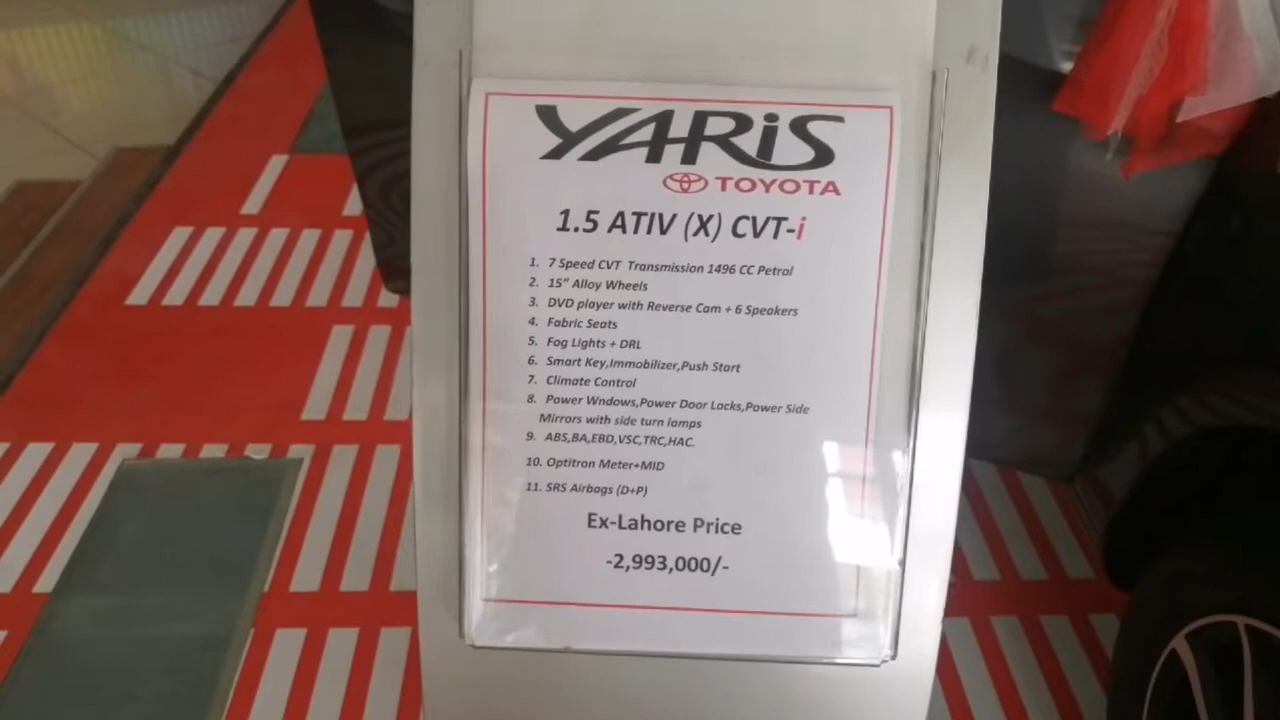 YARiS
TOYOTA
1.5 ATIV (X) CVT-i
1. 7 Speed CVT Transmission 1496 CC Petrol
2. 15" Alloy Wheels
3. DVD player with Reverse Cam + 6 Speakers
4. Fabric Seats
5. Fog Lights + DRL
6. Smart Key,Immobilizer,Push Start
7. Climate Control
8. Power Wndows,Power Door Locks,Power Side
Mirrors with side turn lamps
9. ABS,BA,EBD,VSC,TRC,HAC.
10. Optitron Meter+MID
11. SRS Airbags (D+P)
Ex-Lahore Price
-2,993,000/-